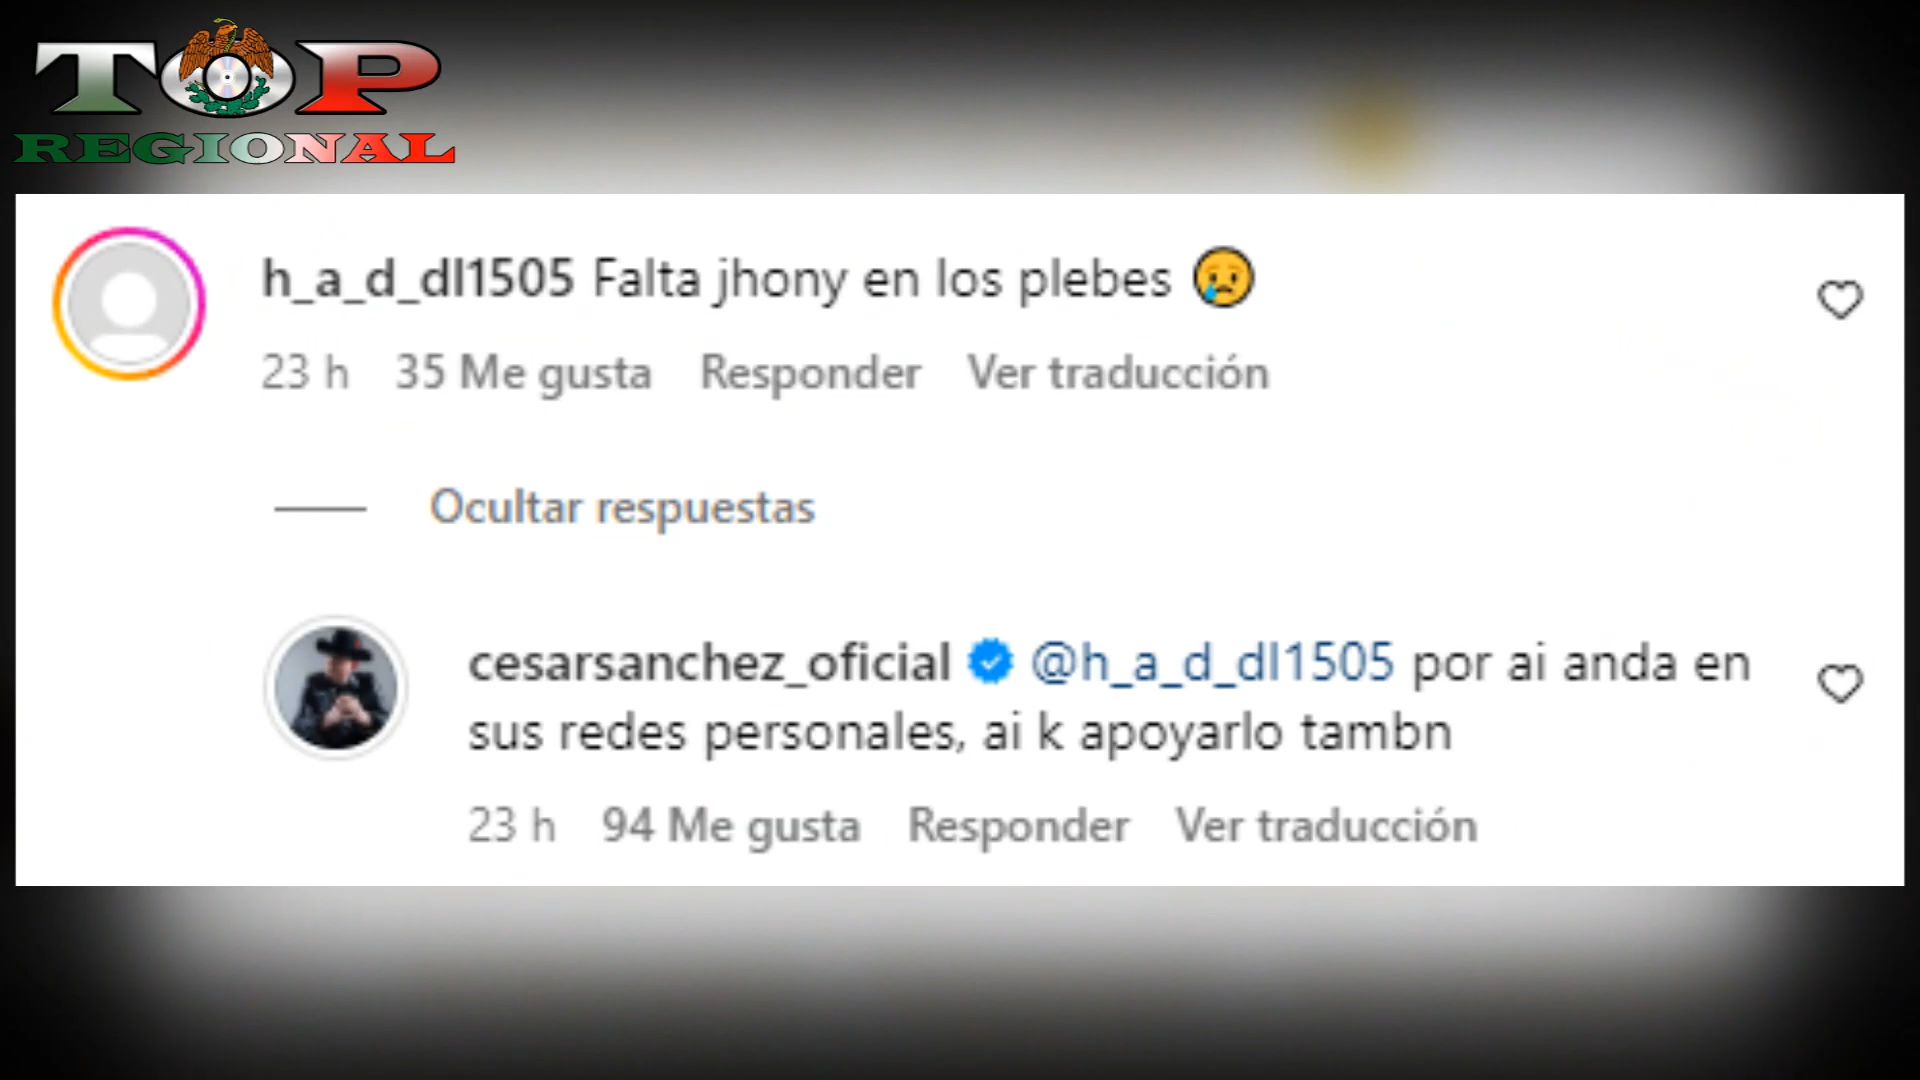 TOP
REGIONAL
h_a_d_dl1505 Falta jhony en los plebes 😢
23 h 35 Me gusta Responder Ver traducción
Ocultar respuestas
cesarsanchez_oficial @h_a_d_dl1505 por ai anda en
sus redes personales, ai k apoyarlo tambn
23 h 94 Me gusta Responder Ver traducción